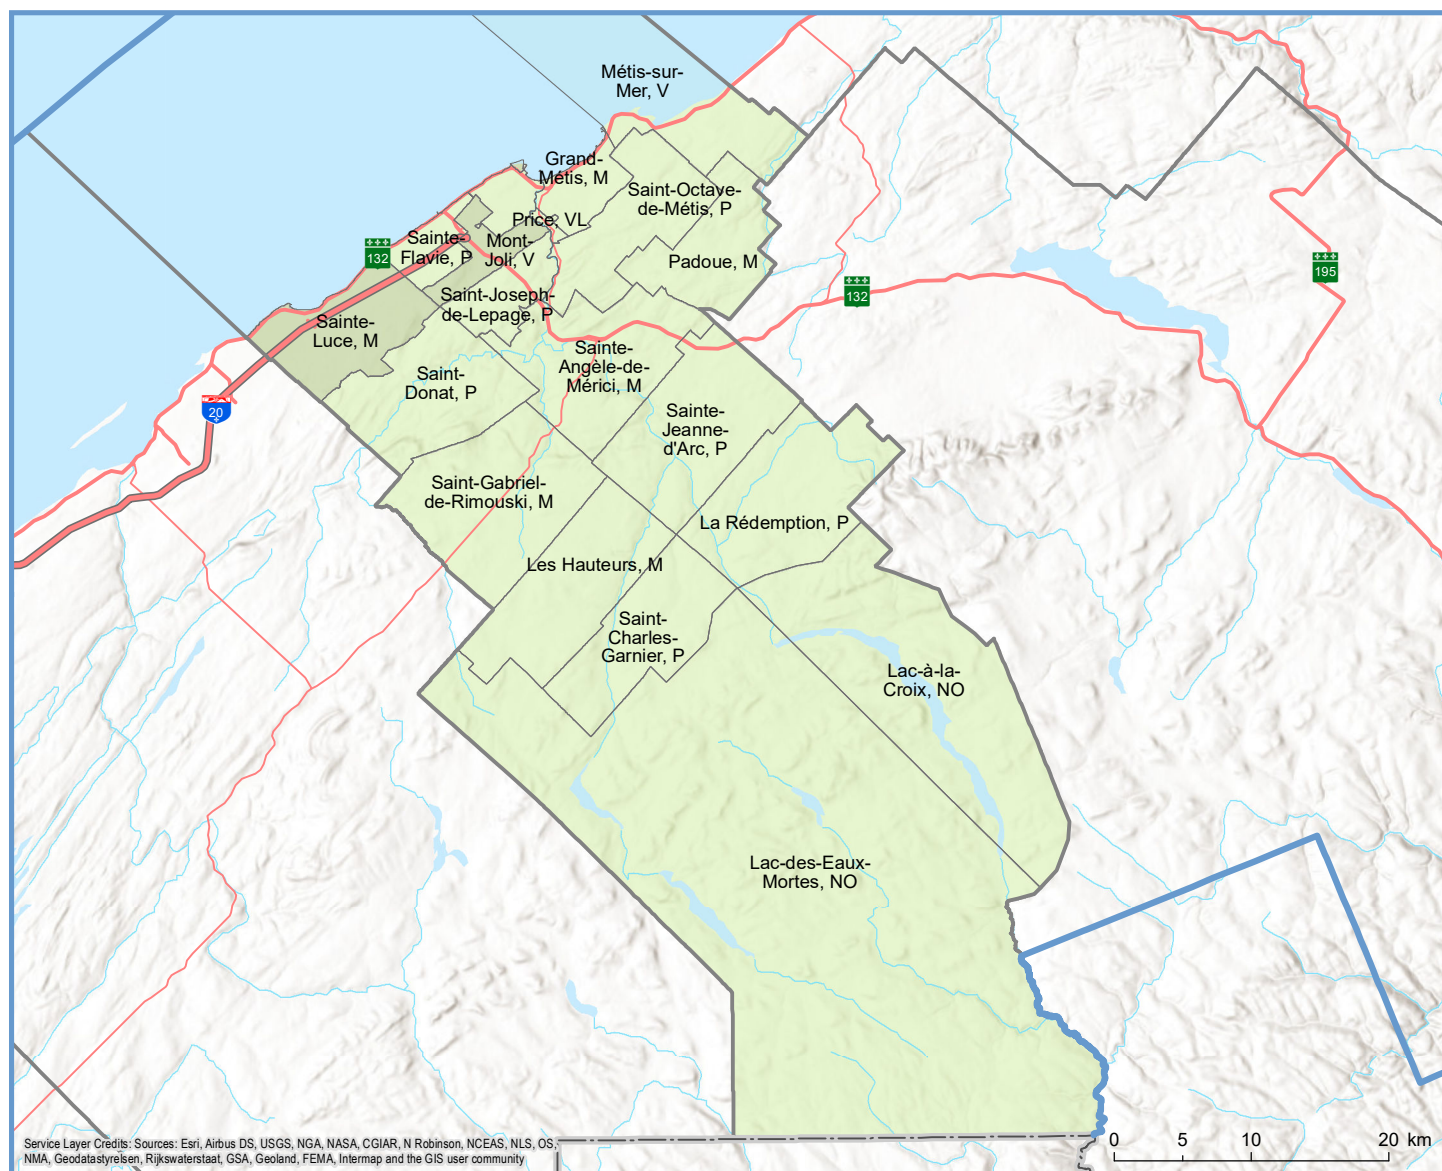 Métis-sur-
Mer, V
Grand-
Métis, M
Saint-Octave-
de-Métis, P
Price, VL
Sainte-
Flavie, P
Mont-
Joli, V
132
Padoue, M
132
195
Saint-Joseph-
de-Lepage, P
Sainte-
Luce, M
Sainte-
Angèle-de-
Mérici, M
Saint-
Donat, P
20
Sainte-
Jeanne-
d'Arc, P
Saint-Gabriel-
de-Rimouski, M
La Rédemption, P
Les Hauteurs, M
Saint-
Charles-
Garnier, P
Lac-à-la-
Croix, NO
Lac-des-Eaux-
Mortes, NO
0 5 10 20 km
Service Layer Credits: Sources: Esri, Airbus DS, USGS, NGA, NASA, CGIAR, N Robinson, NCEAS, NLS, OS,
NMA, Geodatastyrelsen, Rijkswaterstaat, GSA, Geoland, FEMA, Intermap and the GIS user community